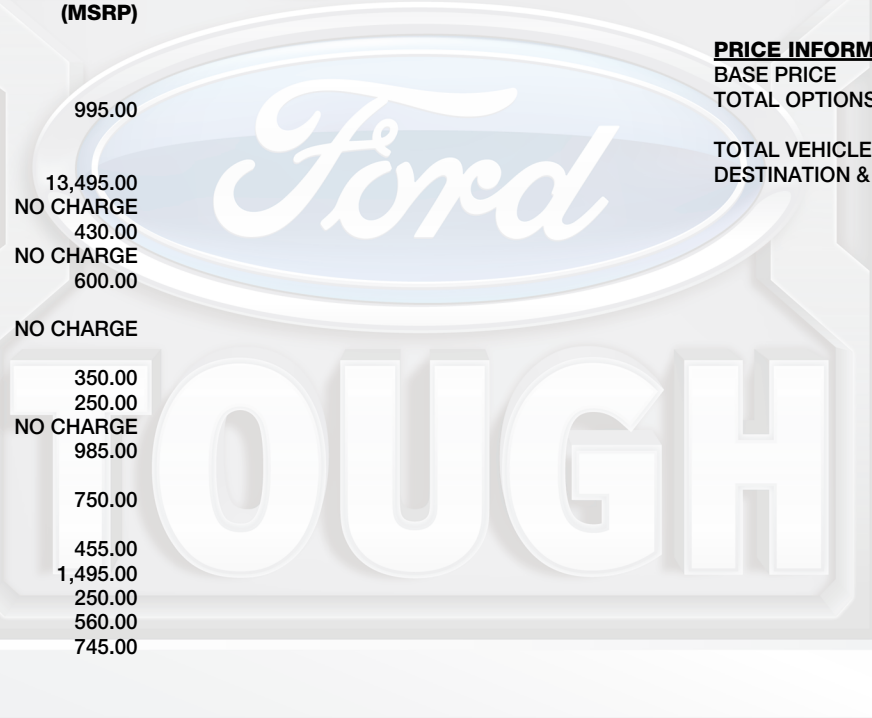 (MSRP)
995.00
13,495.00
NO CHARGE
430.00
NO CHARGE
600.00
NO CHARGE
350.00
250.00
NO CHARGE
985.00
750.00
455.00
1,495.00
250.00
560.00
745.00
PRICE INFORM
BASE PRICE
TOTAL OPTIONS
TOTAL VEHICLE
DESTINATION &
Ford
TOUGH